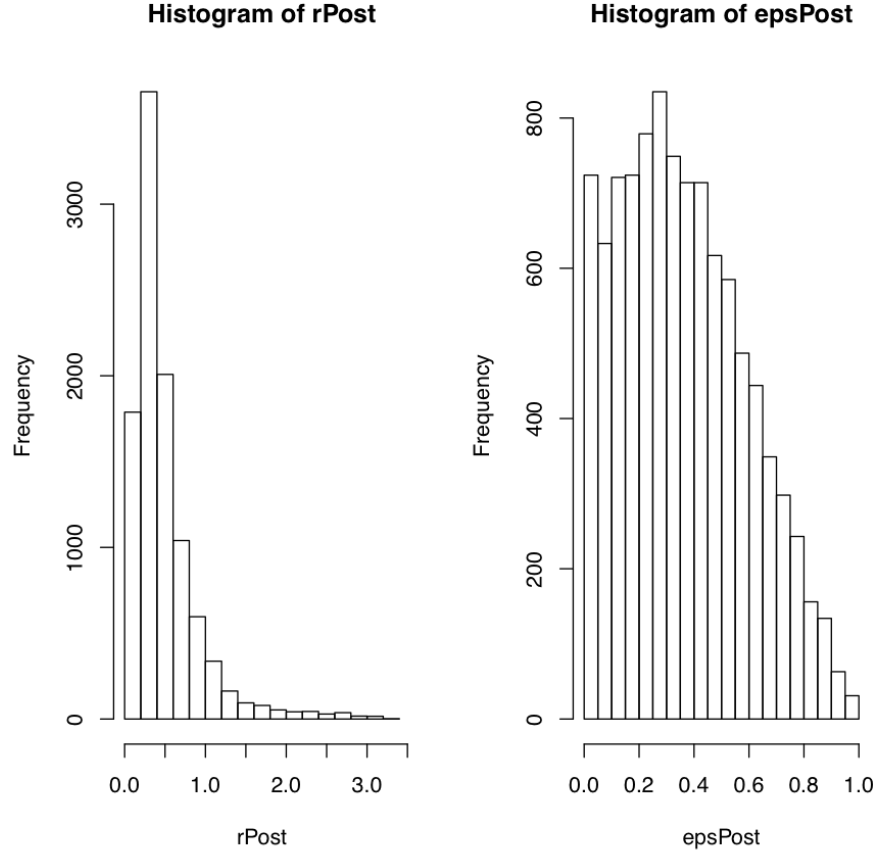 Histogram of rPost
Frequency
3000
2000
1000
0
0.0 1.0 2.0 3.0
rPost
Histogram of epsPost
Frequency
800
600
400
200
0
0.0 0.2 0.4 0.6 0.8 1.0
epsPost